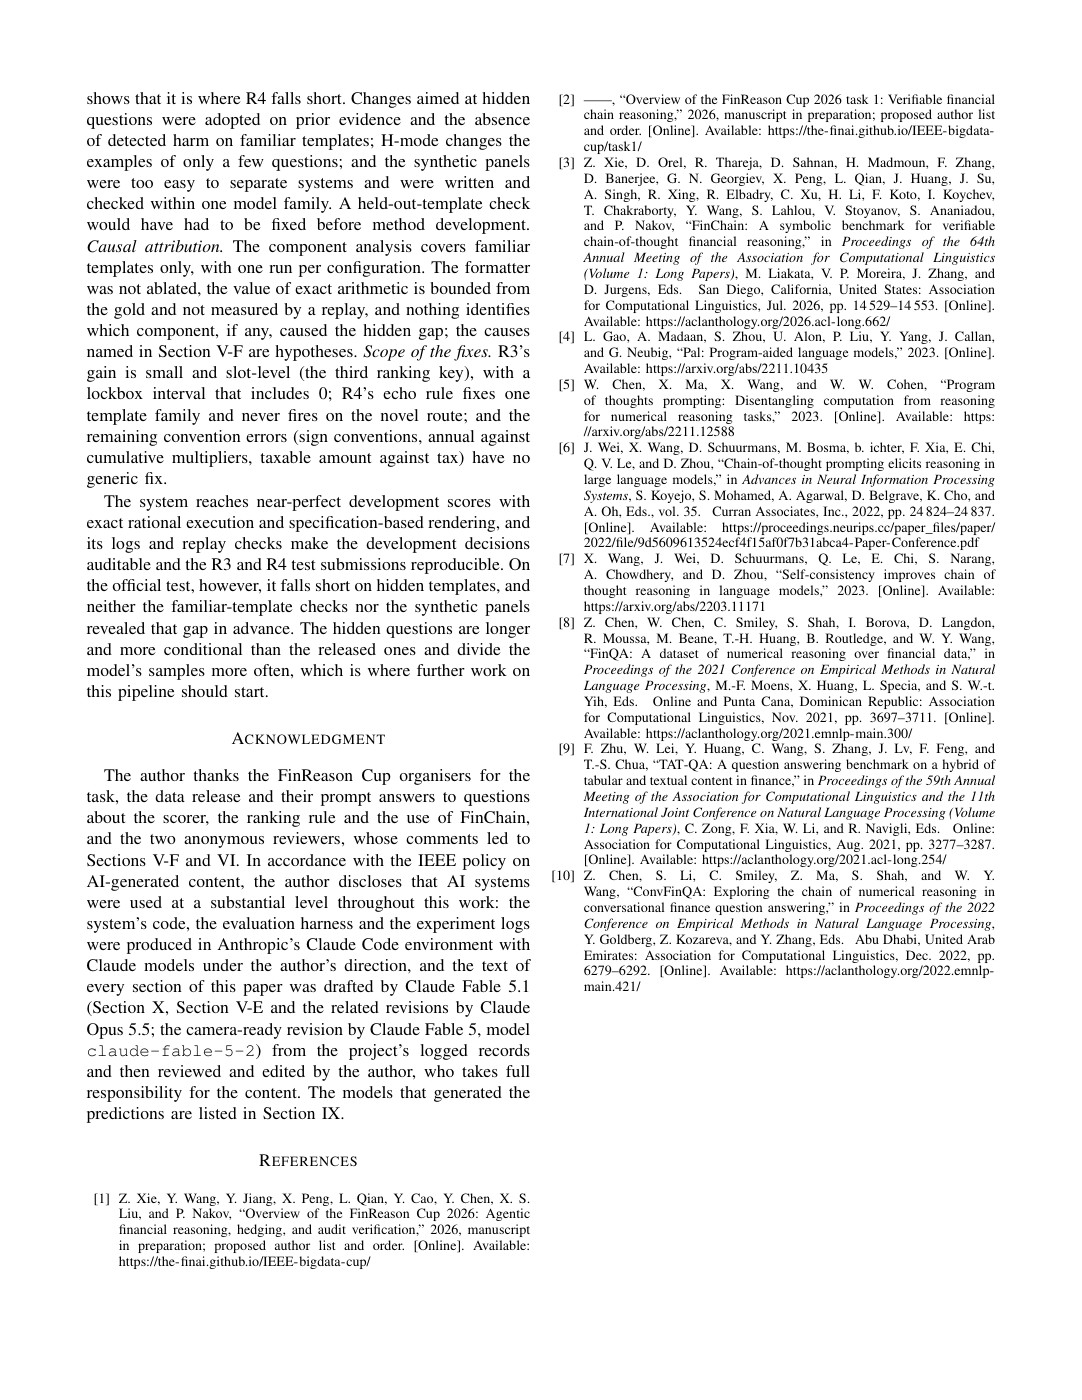 shows that it is where R4 falls short. Changes aimed at hidden
questions were adopted on prior evidence and the absence
of detected harm on familiar templates; H-mode changes the
examples of only a few questions; and the synthetic panels
were too easy to separate systems and were written and
checked within one model family. A held-out-template check
would have had to be fixed before method development.
Causal attribution. The component analysis covers familiar
templates only, with one run per configuration. The formatter
was not ablated, the value of exact arithmetic is bounded from
the gold and not measured by a replay, and nothing identifies
which component, if any, caused the hidden gap; the causes
named in Section V-F are hypotheses. Scope of the fixes. R3's
gain is small and slot-level (the third ranking key), with a
lockbox interval that includes 0; R4's echo rule fixes one
template family and never fires on the novel route; and the
remaining convention errors (sign conventions, annual against
cumulative multipliers, taxable amount against tax) have no
generic fix.
The system reaches near-perfect development scores with
exact rational execution and specification-based rendering, and
its logs and replay checks make the development decisions
auditable and the R3 and R4 test submissions reproducible. On
the official test, however, it falls short on hidden templates, and
neither the familiar-template checks nor the synthetic panels
revealed that gap in advance. The hidden questions are longer
and more conditional than the released ones and divide the
model's samples more often, which is where further work on
this pipeline should start.
ACKNOWLEDGMENT
The author thanks the FinReason Cup organisers for the
task, the data release and their prompt answers to questions
about the scorer, the ranking rule and the use of FinChain,
and the two anonymous reviewers, whose comments led to
Sections V-F and VI. In accordance with the IEEE policy on
AI-generated content, the author discloses that AI systems
were used at a substantial level throughout this work: the
system's code, the evaluation harness and the experiment logs
were produced in Anthropic's Claude Code environment with
Claude models under the author's direction, and the text of
every section of this paper was drafted by Claude Fable 5.1
(Section X, Section V-E and the related revisions by Claude
Opus 5.5; the camera-ready revision by Claude Fable 5, model
claude-fable-5-2) from the project's logged records
and then reviewed and edited by the author, who takes full
responsibility for the content. The models that generated the
predictions are listed in Section IX.
REFERENCES
[1] Z. Xie, Y. Wang, Y. Jiang, X. Peng, L. Qian, Y. Cao, Y. Chen, X. S.
Liu, and P. Nakov, “Overview of the FinReason Cup 2026: Agentic
financial reasoning, hedging, and audit verification,” 2026, manuscript
in preparation; proposed author list and order. [Online]. Available:
https://the-finai.github.io/IEEE-bigdata-cup/
[2] ——, “Overview of the FinReason Cup 2026 task 1: Verifiable financial
chain reasoning,” 2026, manuscript in preparation; proposed author list
and order. [Online]. Available: https://the-finai.github.io/IEEE-bigdata-
cup/task1/
[3] Z. Xie, D. Orel, R. Thareja, D. Sahnan, H. Madmoun, F. Zhang,
D. Banerjee, G. N. Georgiev, X. Peng, L. Qian, J. Huang, J. Su,
A. Singh, R. Xing, R. Elbadry, C. Xu, H. Li, F. Koto, I. Koychev,
T. Chakraborty, Y. Wang, S. Lahlou, V. Stoyanov, S. Ananiadou,
and P. Nakov, “FinChain: A symbolic benchmark for verifiable
chain-of-thought financial reasoning,” in Proceedings of the 64th
Annual Meeting of the Association for Computational Linguistics
(Volume 1: Long Papers), M. Liakata, V. P. Moreira, J. Zhang, and
D. Jurgens, Eds. San Diego, California, United States: Association
for Computational Linguistics, Jul. 2026, pp. 14 529–14 553. [Online].
Available: https://aclanthology.org/2026.acl-long.662/
[4] L. Gao, A. Madaan, S. Zhou, U. Alon, P. Liu, Y. Yang, J. Callan,
and G. Neubig, “Pal: Program-aided language models,” 2023. [Online].
Available: https://arxiv.org/abs/2211.10435
[5] W. Chen, X. Ma, X. Wang, and W. W. Cohen, “Program
of thoughts prompting: Disentangling computation from reasoning
for numerical reasoning tasks,” 2023. [Online]. Available: https:
//arxiv.org/abs/2211.12588
[6] J. Wei, X. Wang, D. Schuurmans, M. Bosma, b. ichter, F. Xia, E. Chi,
Q. V. Le, and D. Zhou, “Chain-of-thought prompting elicits reasoning in
large language models,” in Advances in Neural Information Processing
Systems, S. Koyejo, S. Mohamed, A. Agarwal, D. Belgrave, K. Cho, and
A. Oh, Eds., vol. 35. Curran Associates, Inc., 2022, pp. 24 824–24 837.
[Online]. Available: https://proceedings.neurips.cc/paper_files/paper/
2022/file/9d5609613524ecf4f15af0f7b31abca4-Paper-Conference.pdf
[7] X. Wang, J. Wei, D. Schuurmans, Q. Le, E. Chi, S. Narang,
A. Chowdhery, and D. Zhou, “Self-consistency improves chain of
thought reasoning in language models,” 2023. [Online]. Available:
https://arxiv.org/abs/2203.11171
[8] Z. Chen, W. Chen, C. Smiley, S. Shah, I. Borova, D. Langdon,
R. Moussa, M. Beane, T.-H. Huang, B. Routledge, and W. Y. Wang,
“FinQA: A dataset of numerical reasoning over financial data,” in
Proceedings of the 2021 Conference on Empirical Methods in Natural
Language Processing, M.-F. Moens, X. Huang, L. Specia, and S. W.-t.
Yih, Eds. Online and Punta Cana, Dominican Republic: Association
for Computational Linguistics, Nov. 2021, pp. 3697–3711. [Online].
Available: https://aclanthology.org/2021.emnlp-main.300/
[9] F. Zhu, W. Lei, Y. Huang, C. Wang, S. Zhang, J. Lv, F. Feng, and
T.-S. Chua, “TAT-QA: A question answering benchmark on a hybrid of
tabular and textual content in finance,” in Proceedings of the 59th Annual
Meeting of the Association for Computational Linguistics and the 11th
International Joint Conference on Natural Language Processing (Volume
1: Long Papers), C. Zong, F. Xia, W. Li, and R. Navigli, Eds. Online:
Association for Computational Linguistics, Aug. 2021, pp. 3277–3287.
[Online]. Available: https://aclanthology.org/2021.acl-long.254/
[10] Z. Chen, S. Li, C. Smiley, Z. Ma, S. Shah, and W. Y.
Wang, “ConvFinQA: Exploring the chain of numerical reasoning in
conversational finance question answering,” in Proceedings of the 2022
Conference on Empirical Methods in Natural Language Processing,
Y. Goldberg, Z. Kozareva, and Y. Zhang, Eds. Abu Dhabi, United Arab
Emirates: Association for Computational Linguistics, Dec. 2022, pp.
6279–6292. [Online]. Available: https://aclanthology.org/2022.emnlp-
main.421/